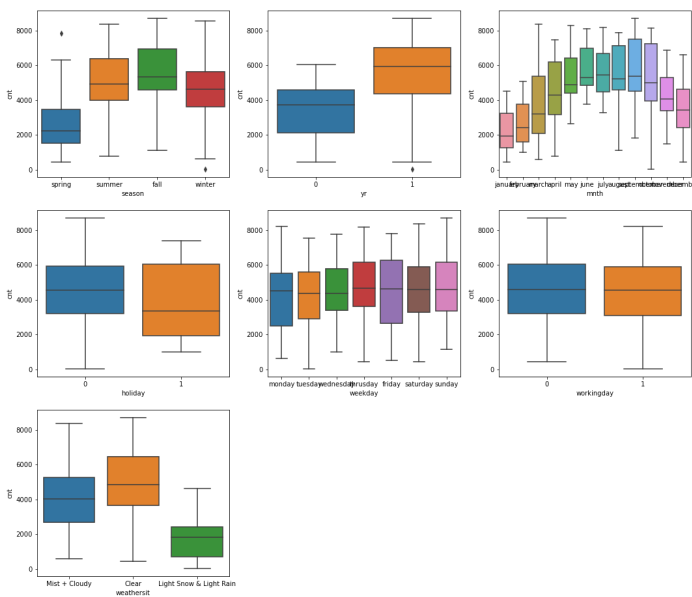 8000
6000
4000
2000
0
cnt
spring summer fall winter
season
8000
6000
4000
2000
0
cnt
0 1
yr
8000
6000
4000
2000
0
cnt
march april may june july august
mnth
8000
6000
4000
2000
0
cnt
0 1
holiday
8000
6000
4000
2000
0
cnt
monday tuesday wednesday thrusday friday saturday sunday
weekday
8000
6000
4000
2000
0
cnt
0 1
workingday
8000
6000
4000
2000
0
cnt
Mist + Cloudy Clear Light Snow & Light Rain
weathersit